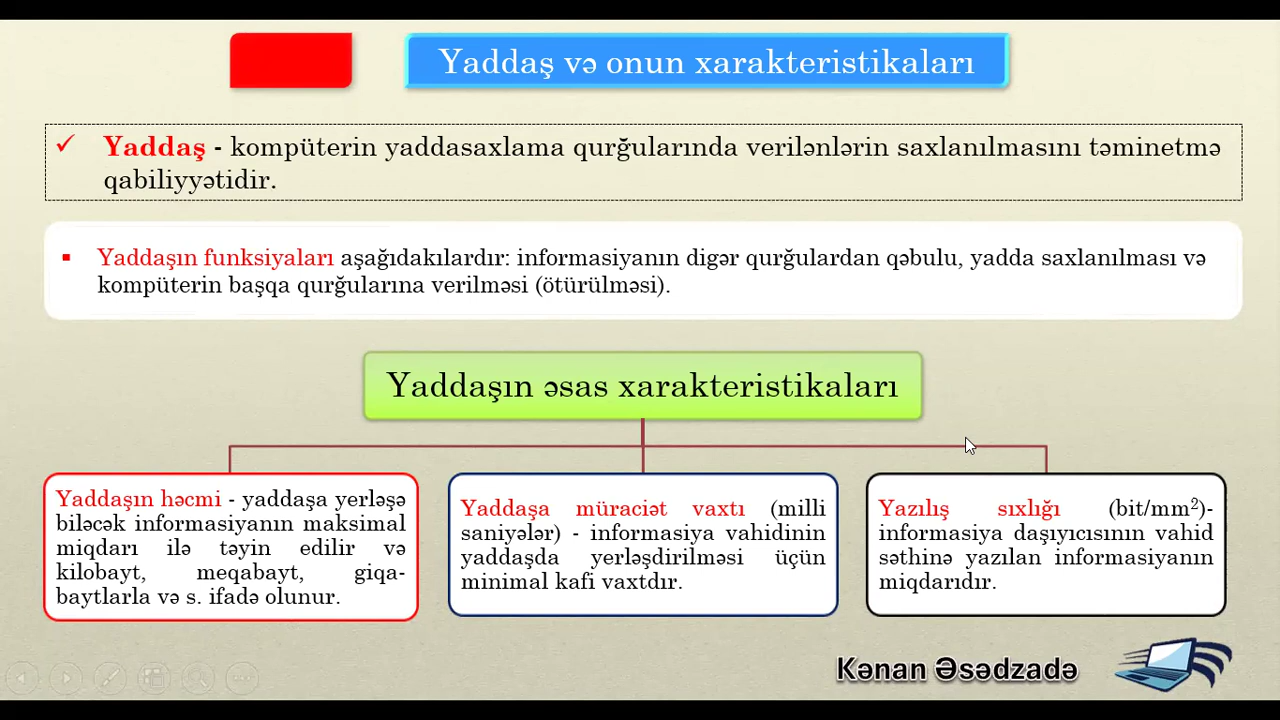 Yaddaş və onun xarakteristikaları
Yaddaş - kompüterin yaddasaxlama qurğularında verilənlərin saxlanılmasını təminetmə
qabiliyyətidir.
Yaddaşın funksiyaları aşağıdakılardır: informasiyanın digər qurğulardan qəbulu, yadda saxlanılması və
kompüterin başqa qurğularına verilməsi (ötürülməsi).
Yaddaşın əsas xarakteristikaları
Yaddaşın həcmi - yaddaşa yerləşə
biləcək informasiyanın maksimal
miqdarı ilə təyin edilir və
kilobayt, meqabayt, giqa-
baytlarla və s. ifadə olunur.
Yaddaşa müraciət vaxtı (milli
saniyələr) - informasiya vahidinin
yaddaşda yerləşdirilməsi üçün
minimal kafi vaxtdır.
Yazılış sıxlığı (bit/mm²)-
informasiya daşıyıcısının vahid
səthinə yazılan informasiyanın
miqdarıdır.
Kənan Əsədzadə